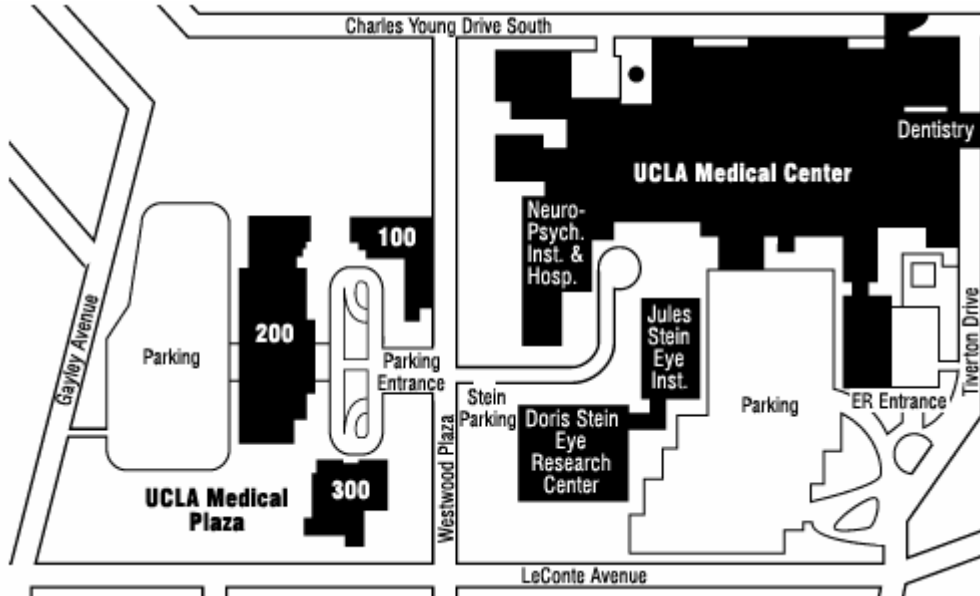 Charles Young Drive South
Dentistry
UCLA Medical Center
Neuro-
Psych.
Inst. &
Hosp.
100
200
300
Gayley Avenue
Parking
Parking
Entrance
Stein
Parking
Westwood Plaza
Jules
Stein
Eye
Inst.
Doris Stein
Eye
Research
Center
Parking
ER Entrance
Tiverton Drive
UCLA Medical
Plaza
LeConte Avenue